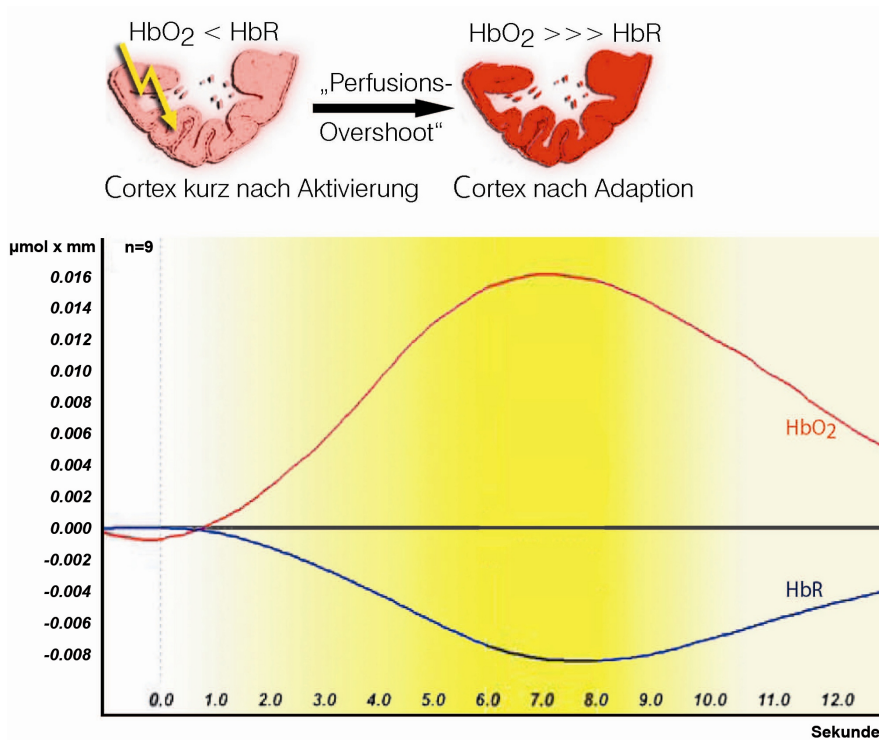 HbO2 < HbR
HbO2 >>> HbR
„Perfusions-
Overshoot“
Cortex kurz nach Aktivierung
Cortex nach Adaption
µmol x mm
n=9
0.016
0.014
0.012
0.010
0.008
0.006
0.004
0.002
0.000
-0.002
-0.004
-0.006
-0.008
HbO2
HbR
0.0 1.0 2.0 3.0 4.0 5.0 6.0 7.0 8.0 9.0 10.0 11.0 12.0
Sekunde